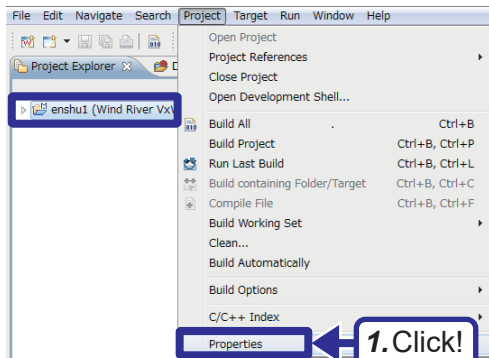 File Edit Navigate Search Project Target Run Window Help
Open Project
Project References
Close Project
Open Development Shell...
Build All . Ctrl+B
Build Project Ctrl+B, Ctrl+P
Run Last Build Ctrl+B, Ctrl+L
Build containing Folder/Target Ctrl+B, Ctrl+C
Compile File Ctrl+B, Ctrl+F
Build Working Set
Clean...
Build Automatically
Build Options
C/C++ Index
Properties
Project Explorer
enshu1 (Wind River
1. Click!